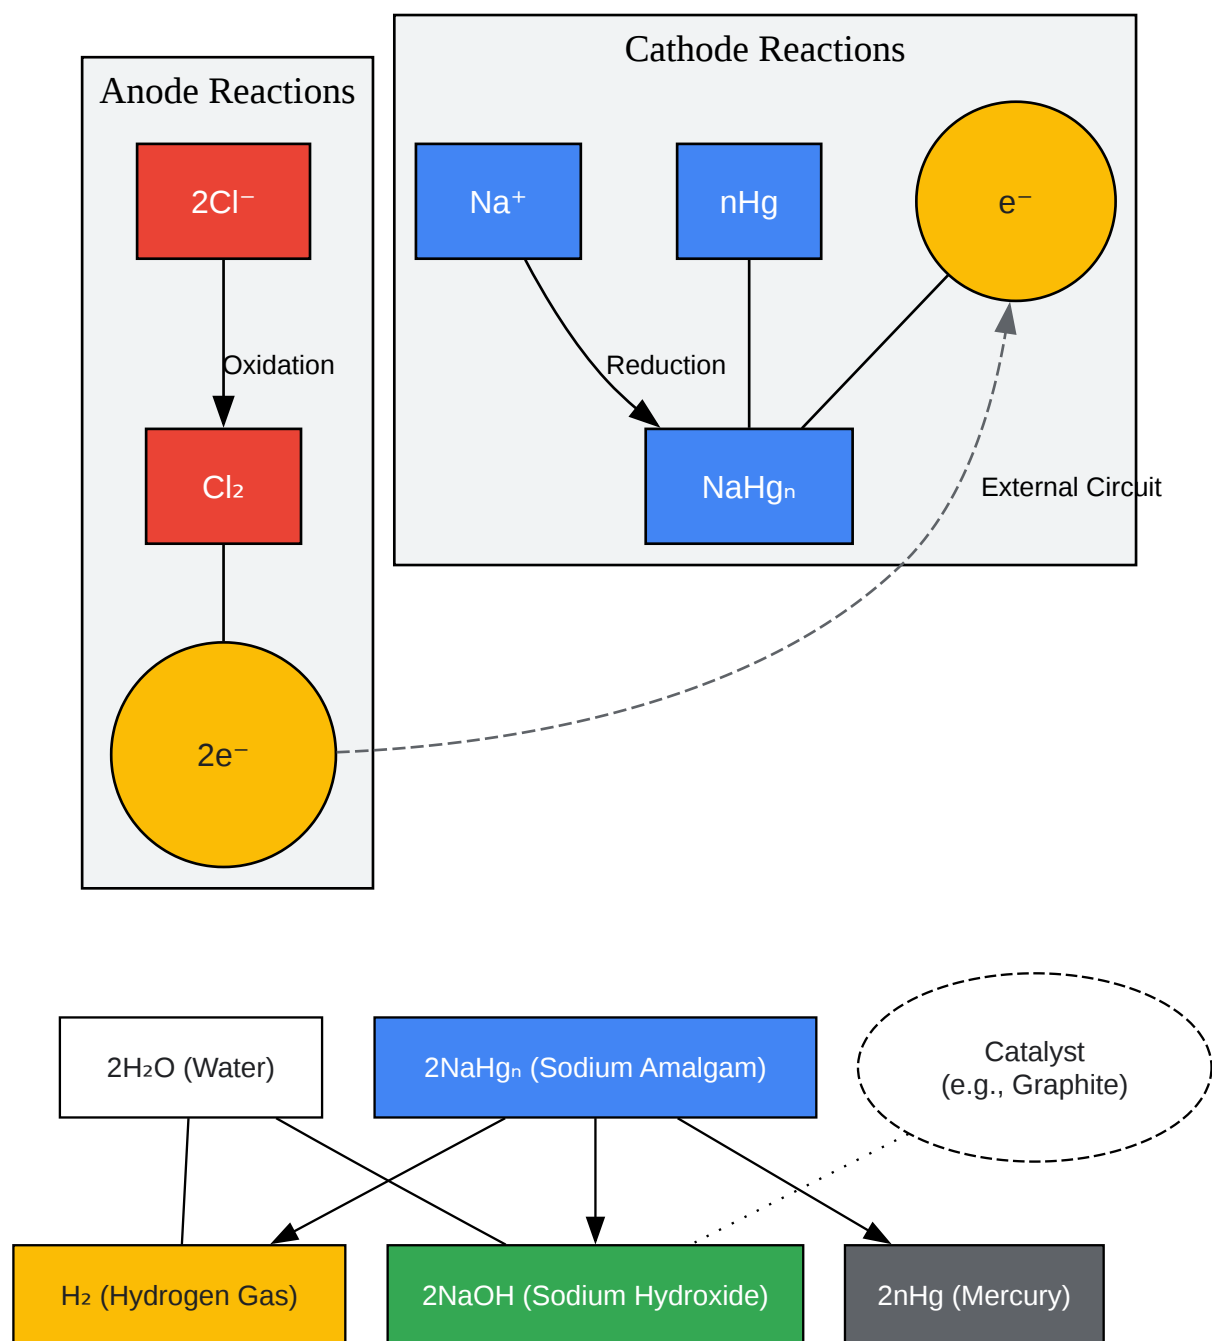 Cathode Reactions
Anode Reactions
2Cl⁻
Na⁺
nHg
e⁻
Oxidation
Reduction
Cl₂
NaHgₙ
External Circuit
2e⁻
2H₂O (Water)
2NaHgₙ (Sodium Amalgam)
Catalyst
(e.g., Graphite)
H₂ (Hydrogen Gas)
2NaOH (Sodium Hydroxide)
2nHg (Mercury)